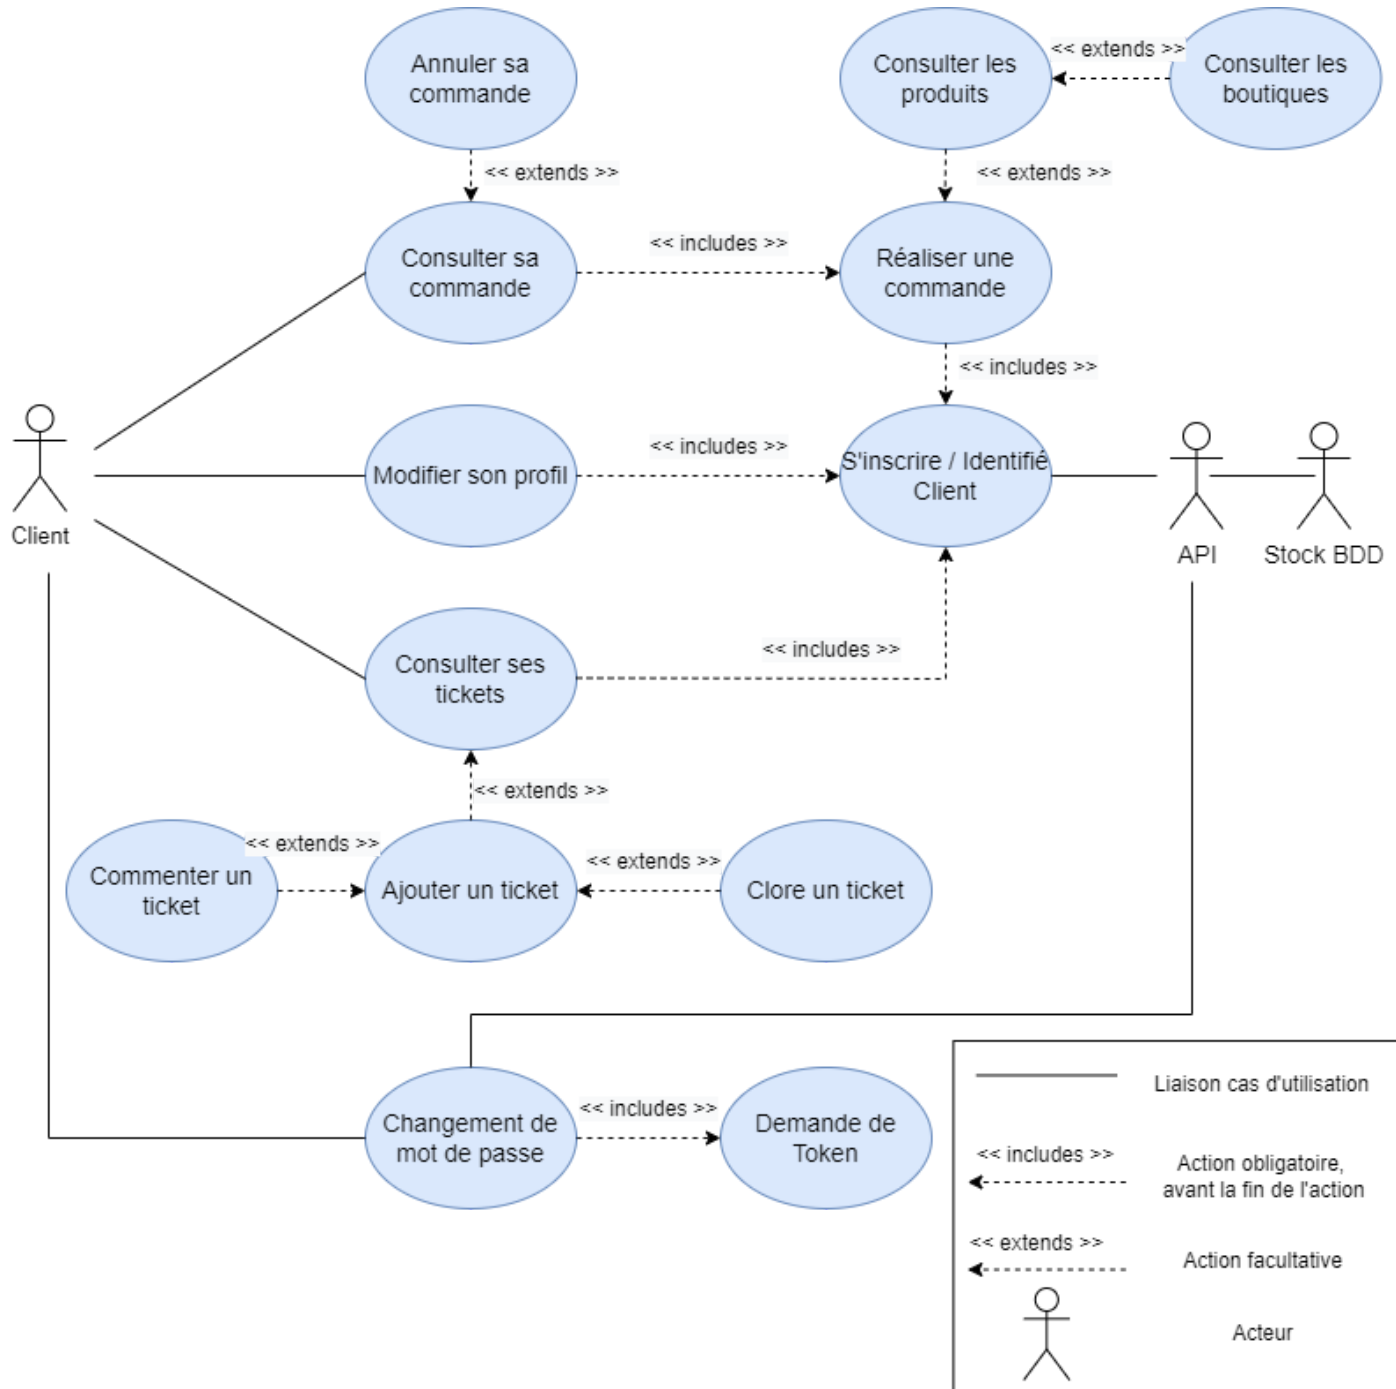 Annuler sa
commande
Consulter les
produits
<< extends >>
Consulter les
boutiques
<< extends >>
<< extends >>
Consulter sa
commande
<< includes >>
Réaliser une
commande
<< includes >>
Client
Modifier son profil
<< includes >>
S'inscrire / Identifié
Client
API
Stock BDD
Consulter ses
tickets
<< includes >>
<< extends >>
Commenter un
ticket
<< extends >>
Ajouter un ticket
<< extends >>
Clore un ticket
Changement de
mot de passe
<< includes >>
Demande de
Token
Liaison cas d'utilisation
<< includes >>
Action obligatoire,
avant la fin de l'action
<< extends >>
Action facultative
Acteur